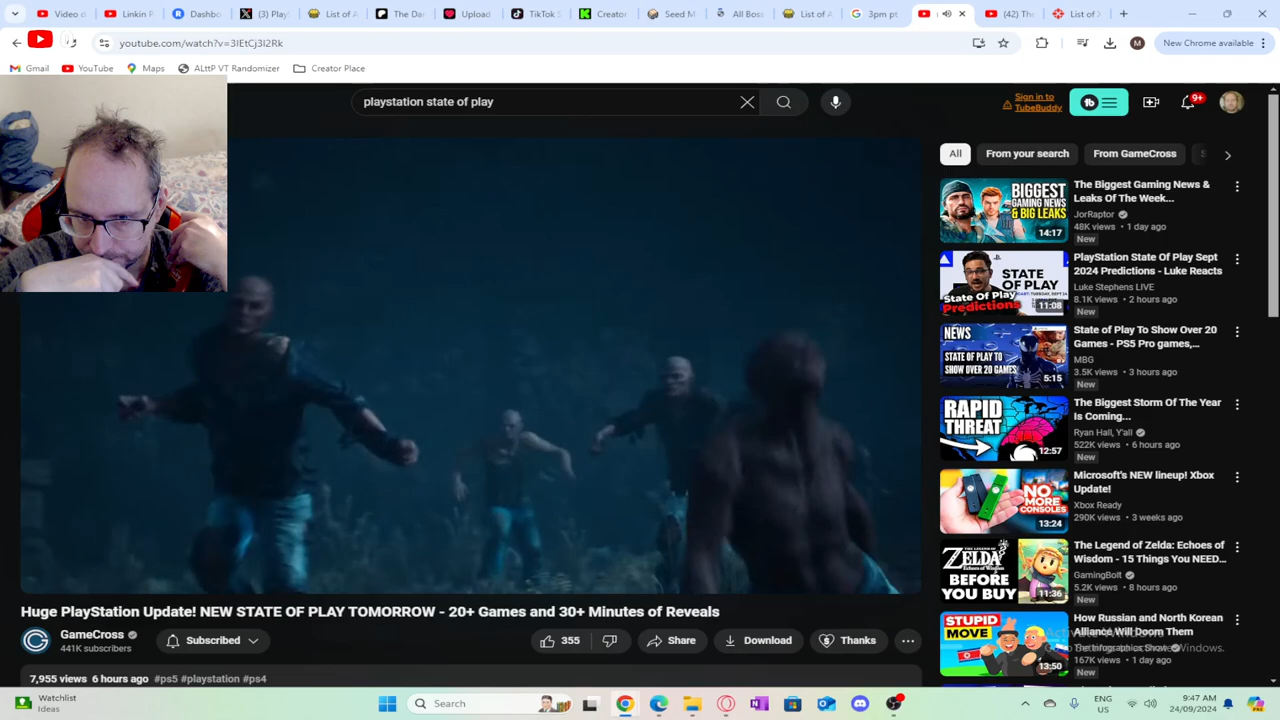 Video d
Linkin P
Dashbo
(3) Play
List of A
The Dar
Upload
TikTok S
Creator
Seed M
All Boss
List of A
3pm pt
(42) The
List of X
youtube.com/watch?v=3IEtCj3I2Rk
New Chrome available
Gmail
YouTube
Maps
ALttP VT Randomizer
Creator Place
playstation state of play
Sign in to
TubeBuddy
9+
All
From your search
From GameCross
BIGGEST
GAMING NEWS
& BIG LEAKS
14:17
The Biggest Gaming News &
Leaks Of The Week...
JorRaptor
48K views • 1 day ago
New
STATE
OF PLAY
State Of Play
Predictions
11:08
PlayStation State Of Play Sept
2024 Predictions - Luke Reacts
Luke Stephens LIVE
8.1K views • 2 hours ago
New
NEWS
STATE OF PLAY TO
SHOW OVER 20 GAMES
5:15
State of Play To Show Over 20
Games - PS5 Pro games,...
MBG
3.5K views • 3 hours ago
New
RAPID
THREAT
12:57
The Biggest Storm Of The Year
Is Coming...
Ryan Hall, Y'all
522K views • 6 hours ago
New
NO MORE
CONSOLES
13:24
Microsoft's NEW lineup! Xbox
Update!
Xbox Ready
290K views • 3 weeks ago
ZELDA
BEFORE
YOU BUY
11:36
The Legend of Zelda: Echoes of
Wisdom - 15 Things You NEED...
GamingBolt
5.2K views • 8 hours ago
New
STUPID
MOVE
13:50
How Russian and North Korean
Alliance Will Doom Them
The Infographics Show
167K views • 1 day ago
New
Huge PlayStation Update! NEW STATE OF PLAY TOMORROW - 20+ Games and 30+ Minutes of Reveals
GameCross
441K subscribers
Subscribed
355
Share
Download
Thanks
7,955 views 6 hours ago #ps5 #playstation #ps4
Watchlist
Ideas
Search
ENG
US
9:47 AM
24/09/2024